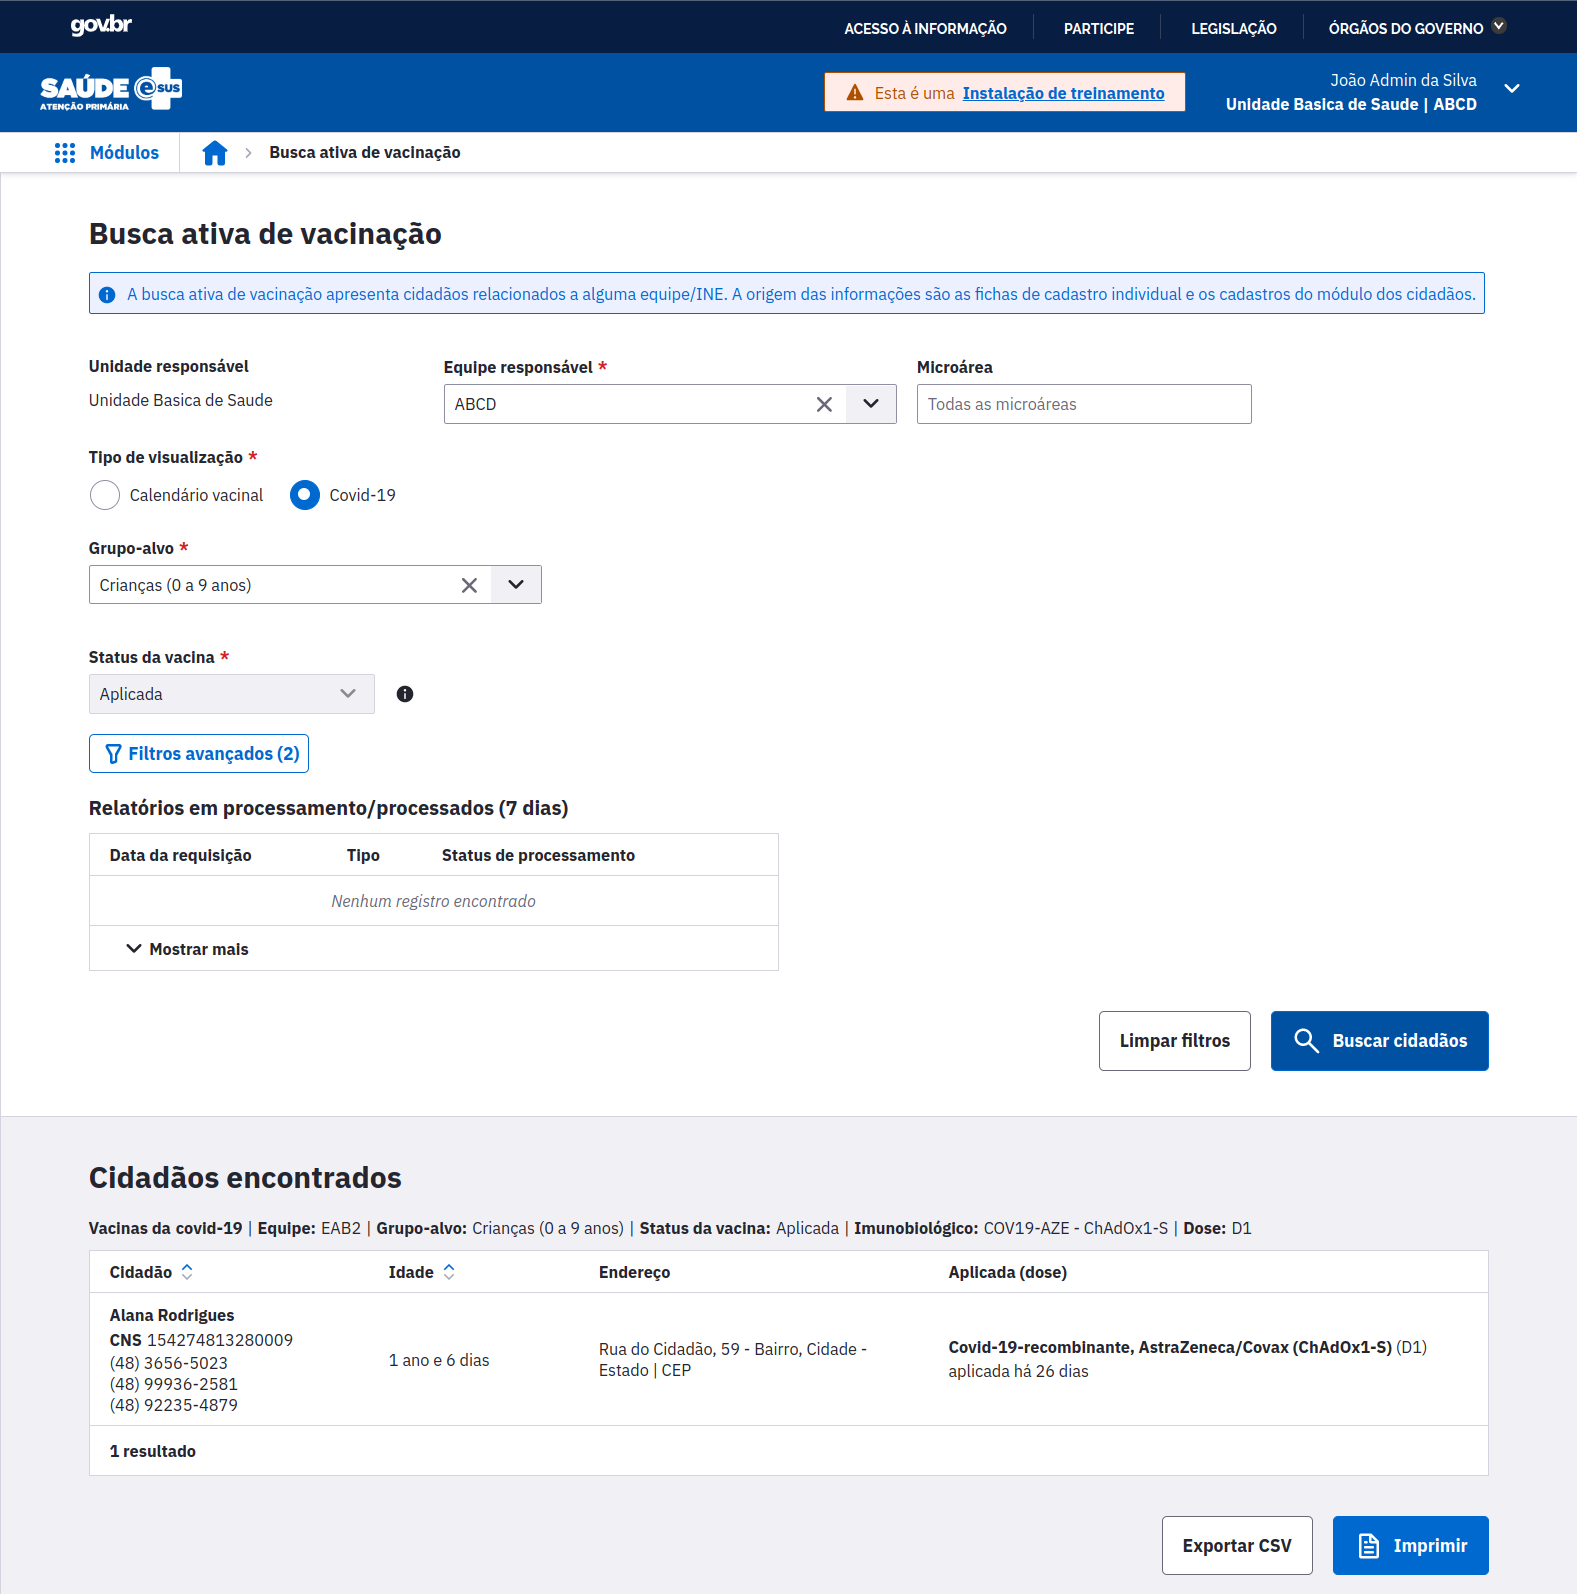 gov.br
ACESSO À INFORMAÇÃO
PARTICIPE
LEGISLAÇÃO
ÓRGÃOS DO GOVERNO
SAÚDE e SUS
ATENÇÃO PRIMÁRIA
Esta é uma Instalação de treinamento
João Admin da Silva
Unidade Basica de Saude | ABCD
Módulos
Busca ativa de vacinação
Busca ativa de vacinação
A busca ativa de vacinação apresenta cidadãos relacionados a alguma equipe/INE. A origem das informações são as fichas de cadastro individual e os cadastros do módulo dos cidadãos.
Unidade responsável
Unidade Basica de Saude
Equipe responsável *
ABCD
Microárea
Todas as microáreas
Tipo de visualização *
Calendário vacinal
Covid-19
Grupo-alvo *
Crianças (0 a 9 anos)
Status da vacina *
Aplicada
Filtros avançados (2)
Relatórios em processamento/processados (7 dias)
Data da requisição Tipo Status de processamento
Nenhum registro encontrado
Mostrar mais
Limpar filtros
Buscar cidadãos
Cidadãos encontrados
Vacinas da covid-19 | Equipe: EAB2 | Grupo-alvo: Crianças (0 a 9 anos) | Status da vacina: Aplicada | Imunobiológico: COV19-AZE - ChAdOx1-S | Dose: D1
Cidadão Idade Endereço Aplicada (dose)
Alana Rodrigues
CNS 154274813280009
(48) 3656-5023
(48) 99936-2581
(48) 92235-4879
1 ano e 6 dias
Rua do Cidadão, 59 - Bairro, Cidade -
Estado | CEP
Covid-19-recombinante, AstraZeneca/Covax (ChAdOx1-S) (D1)
aplicada há 26 dias
1 resultado
Exportar CSV
Imprimir